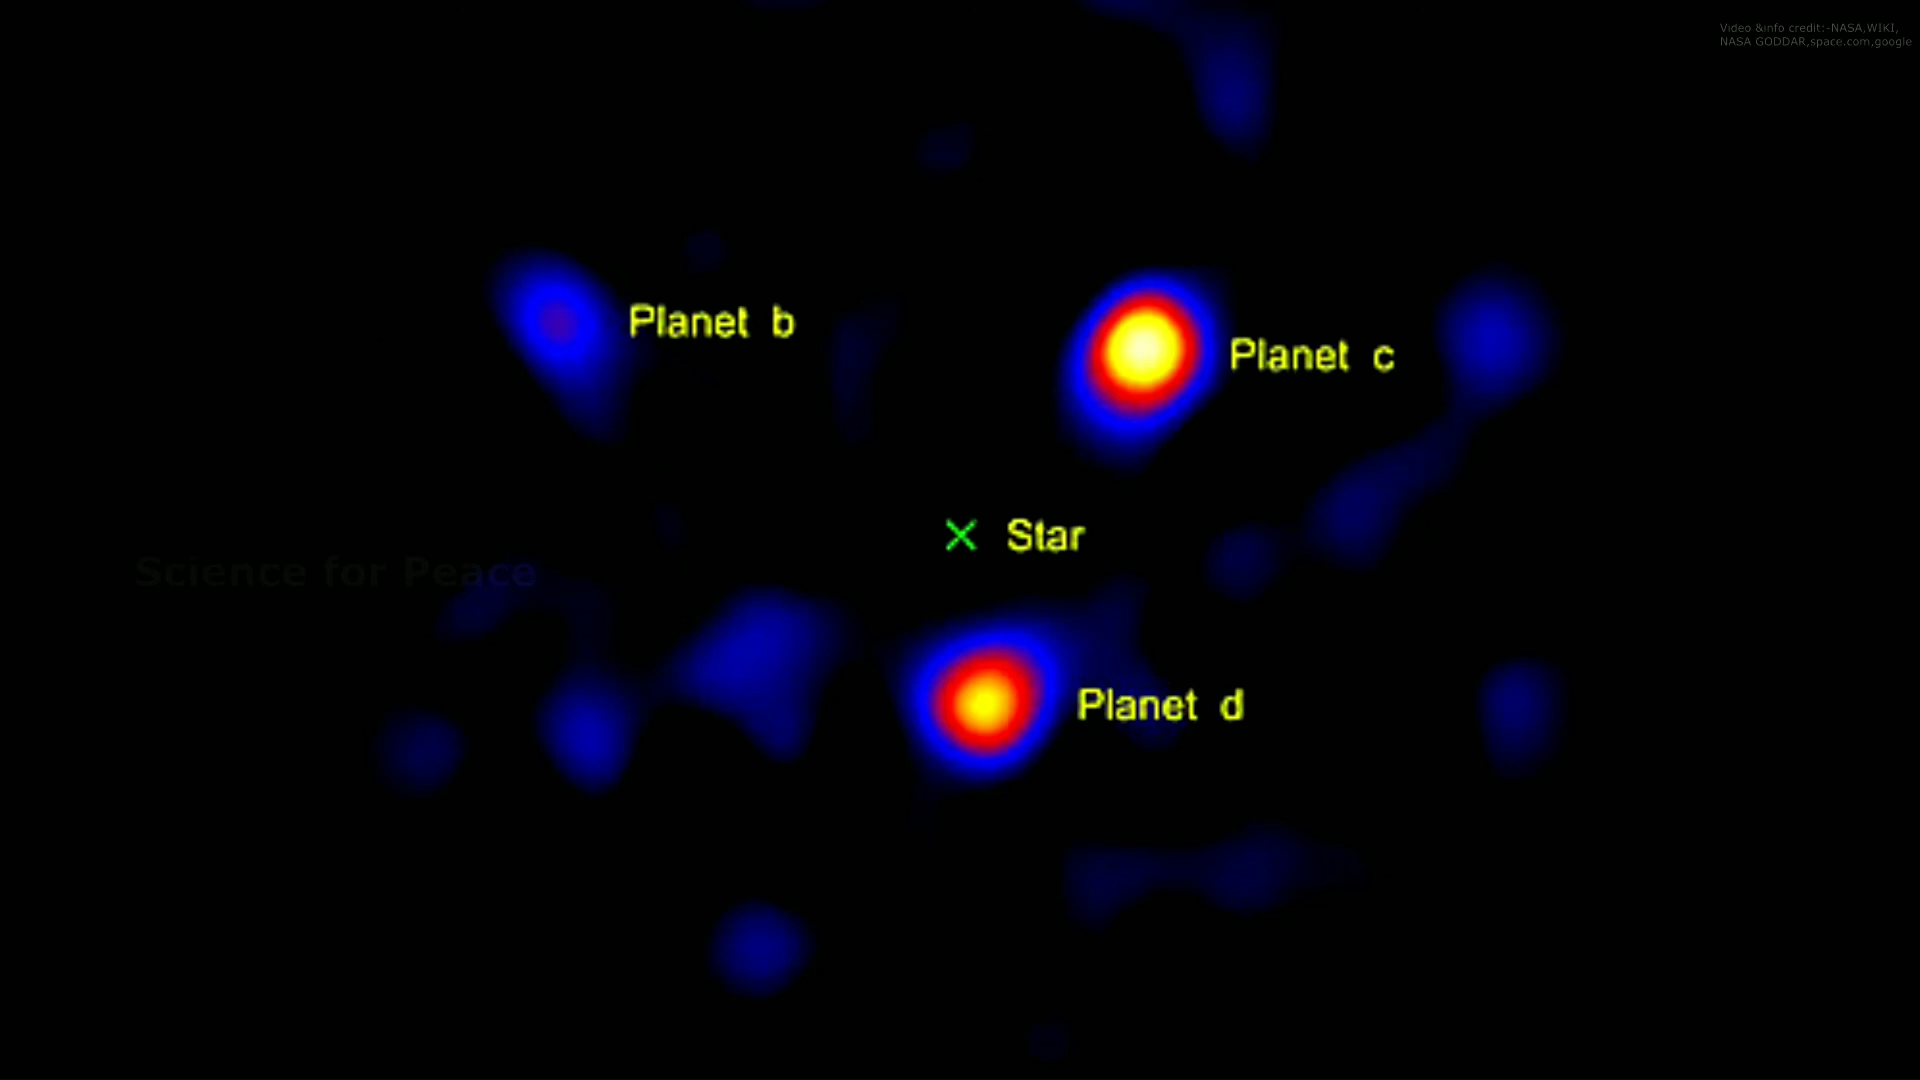 Video &info credit:-NASA,WIKI,
NASA GODDAR,space.com,google
Planet b
Planet c
Star
Science for Peace
Planet d